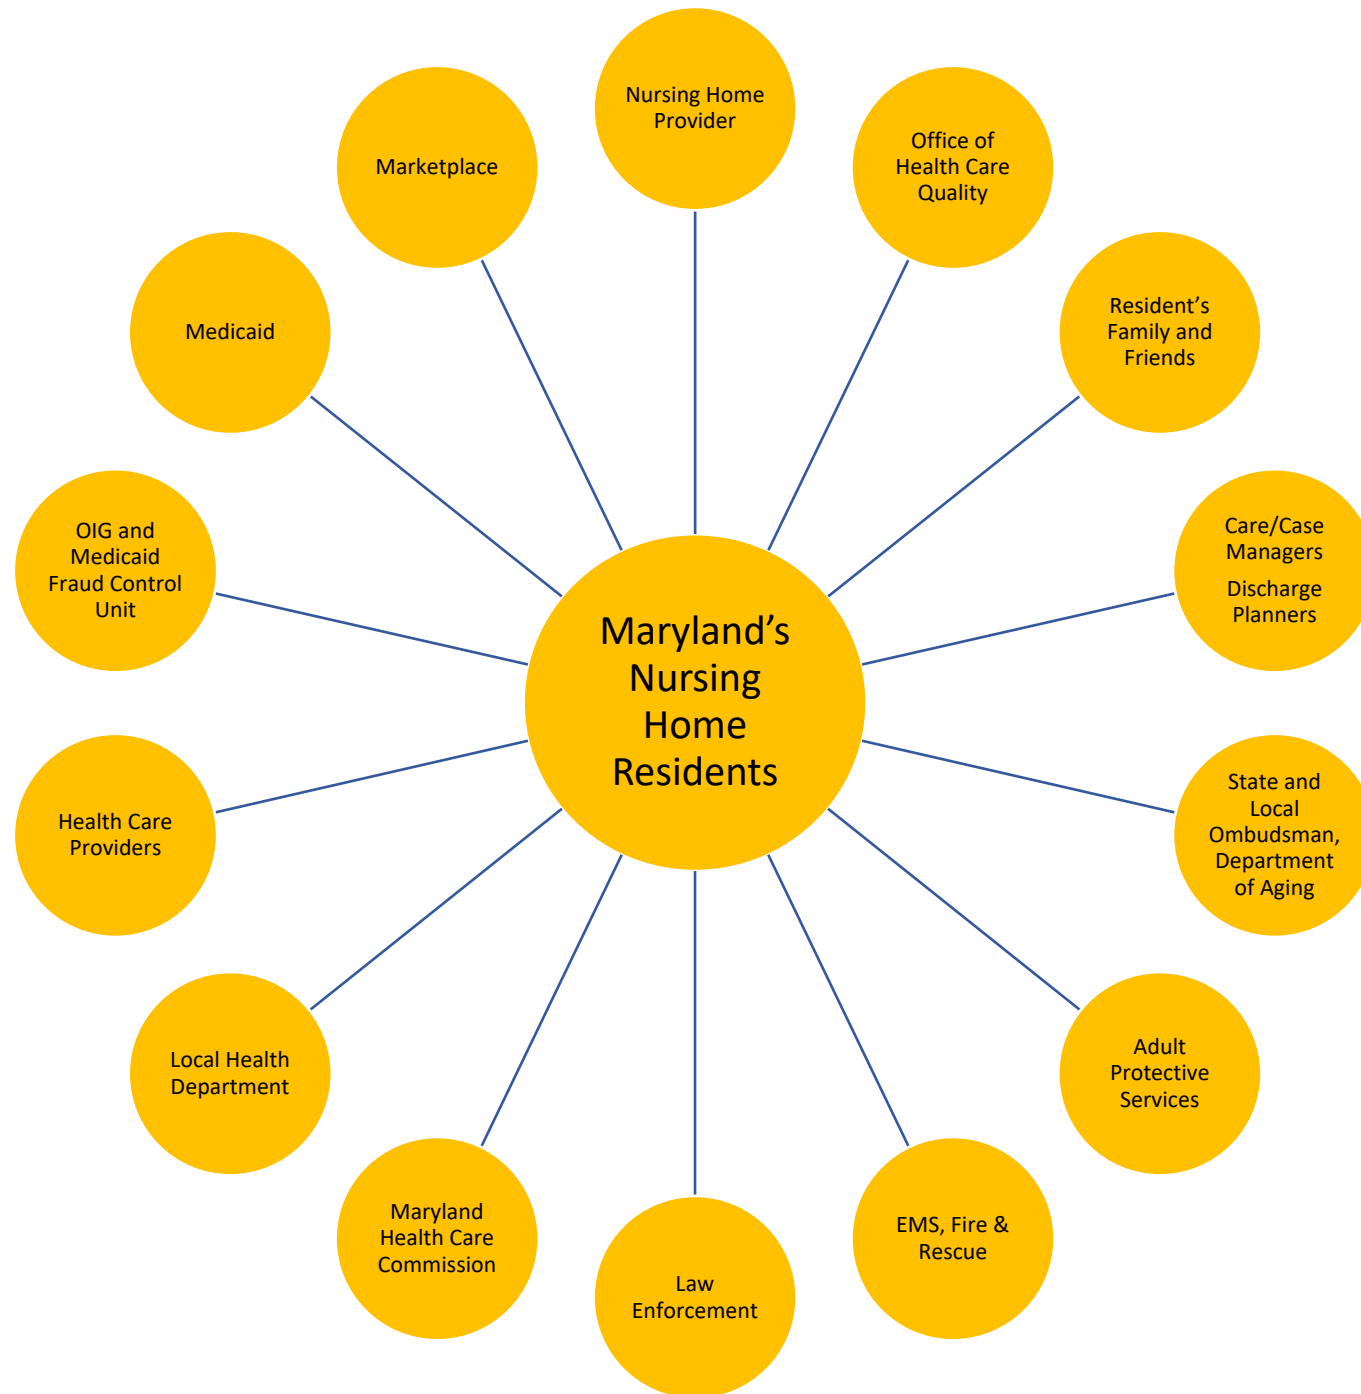 Nursing Home
Provider
Office of
Health Care
Quality
Resident’s
Family and
Friends
Care/Case
Managers
Discharge
Planners
State and
Local
Ombudsman,
Department
of Aging
Adult
Protective
Services
EMS, Fire &
Rescue
Law
Enforcement
Maryland
Health Care
Commission
Local Health
Department
Health Care
Providers
OIG and
Medicaid
Fraud Control
Unit
Medicaid
Marketplace
Maryland’s
Nursing
Home
Residents